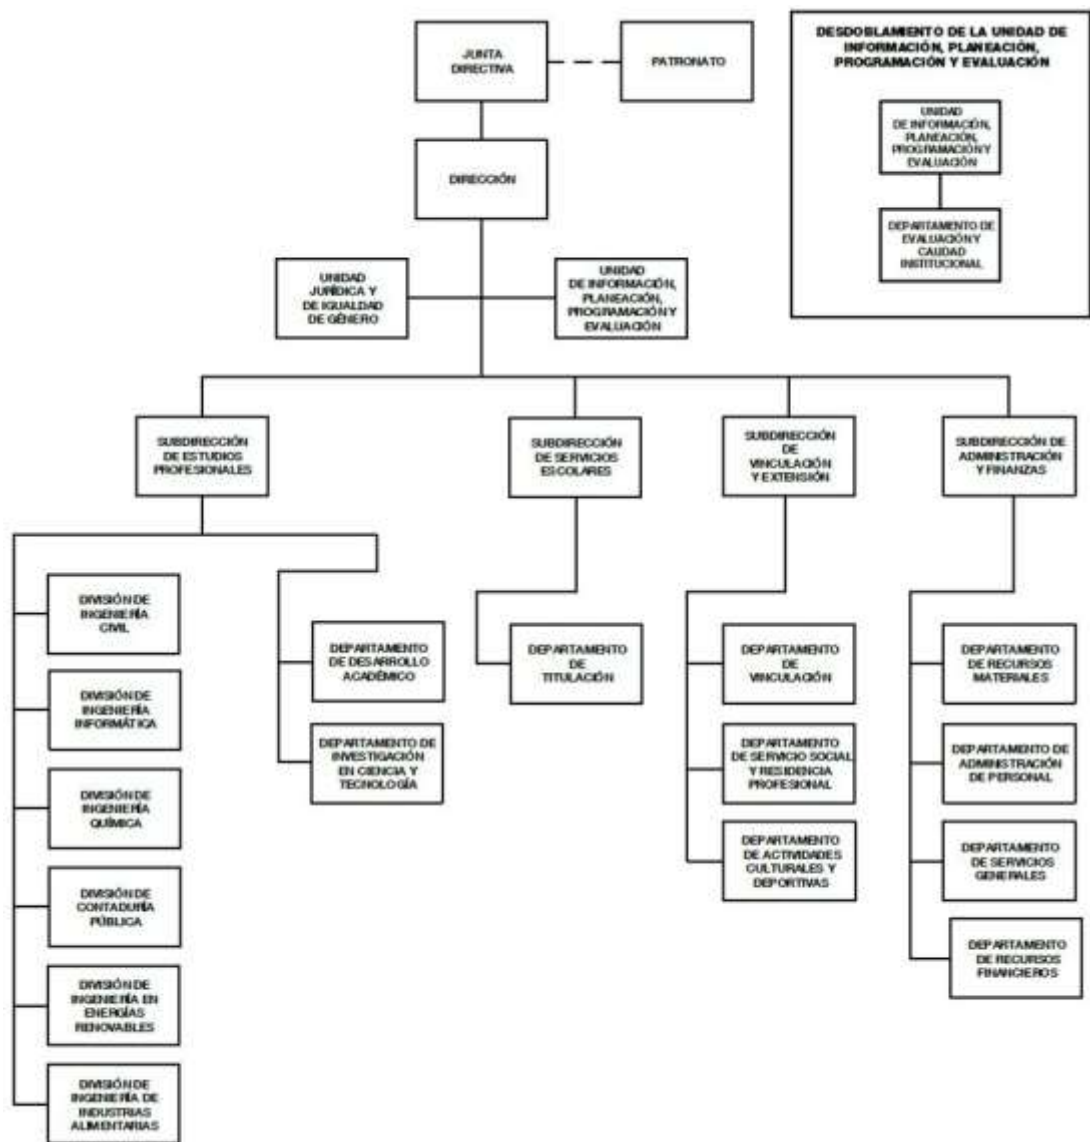 JUNTA
DIRECTIVA
PATRONATO
DESDOBLAMIENTO DE LA UNIDAD DE
INFORMACIÓN, PLANEACIÓN,
PROGRAMACIÓN Y EVALUACIÓN
UNIDAD
DE INFORMACIÓN,
PLANEACIÓN,
PROGRAMACIÓN Y
EVALUACIÓN
DEPARTAMENTO DE
EVALUACIÓN Y
CALIDAD
INSTITUCIONAL
DIRECCIÓN
UNIDAD
JURÍDICA Y
DE IGUALDAD
DE GÉNERO
UNIDAD
DE INFORMACIÓN,
PLANEACIÓN,
PROGRAMACIÓN Y
EVALUACIÓN
SUBDIRECCIÓN
DE ESTUDIOS
PROFESIONALES
SUBDIRECCIÓN
DE SERVICIOS
ESCOLARES
SUBDIRECCIÓN
DE
VINCULACIÓN
Y EXTENSIÓN
SUBDIRECCIÓN DE
ADMINISTRACIÓN
Y FINANZAS
DIVISIÓN DE
INGENIERÍA
CIVIL
DIVISIÓN DE
INGENIERÍA
INFORMÁTICA
DIVISIÓN DE
INGENIERÍA
QUÍMICA
DIVISIÓN
DE CONTADURÍA
PÚBLICA
DIVISIÓN DE
INGENIERÍA EN
ENERGÍAS
RENOVABLES
DIVISIÓN DE
INGENIERÍA DE
INDUSTRIAS
ALIMENTARIAS
DEPARTAMENTO
DE DESARROLLO
ACADÉMICO
DEPARTAMENTO DE
INVESTIGACIÓN
EN CIENCIA Y
TECNOLOGÍA
DEPARTAMENTO
DE
TITULACIÓN
DEPARTAMENTO
DE
VINCULACIÓN
DEPARTAMENTO
DE SERVICIO SOCIAL
Y RESIDENCIA
PROFESIONAL
DEPARTAMENTO
DE ACTIVIDADES
CULTURALES Y
DEPORTIVAS
DEPARTAMENTO
DE RECURSOS
MATERIALES
DEPARTAMENTO DE
ADMINISTRACIÓN
DE PERSONAL
DEPARTAMENTO
DE SERVICIOS
GENERALES
DEPARTAMENTO
DE RECURSOS
FINANCIEROS